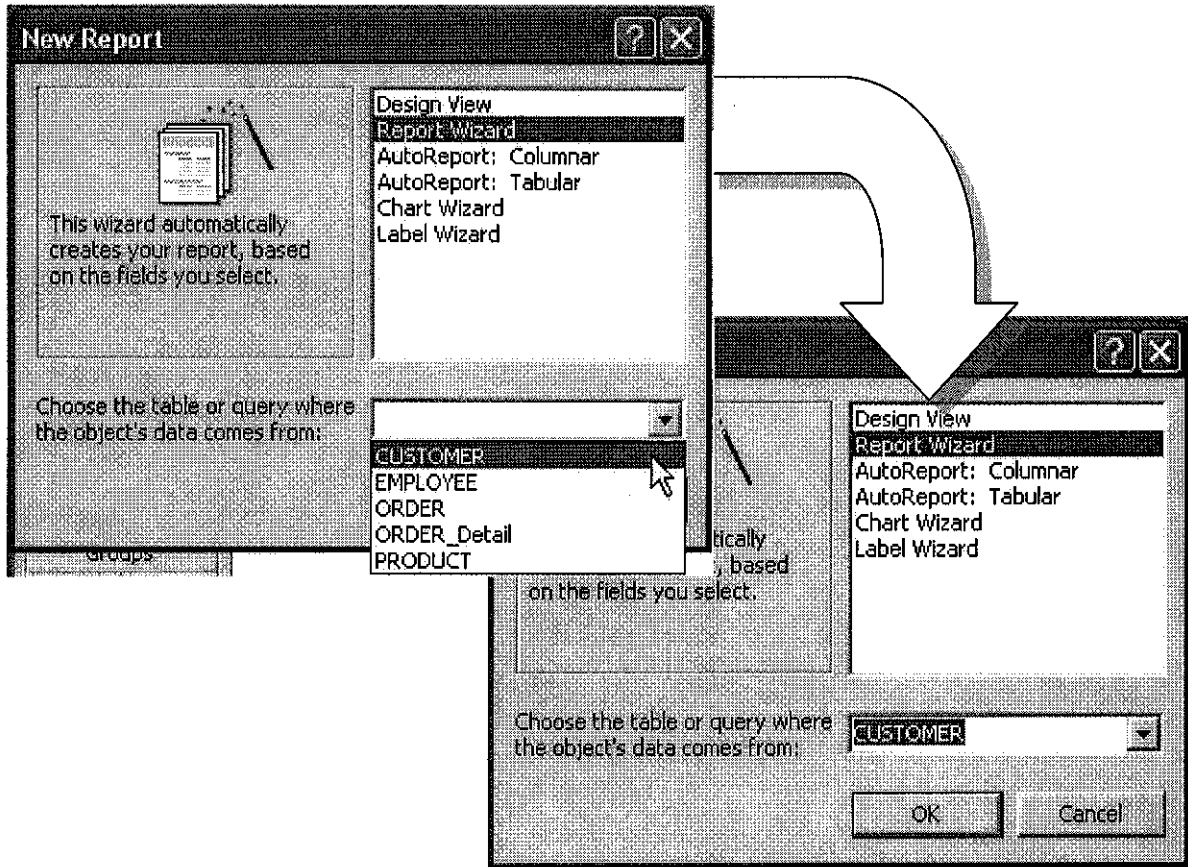 New Report
Design View
Report Wizard
AutoReport: Columnar
AutoReport: Tabular
Chart Wizard
Label Wizard
This wizard automatically
creates your report, based
on the fields you select.
Choose the table or query where
the object's data comes from:
CUSTOMER
EMPLOYEE
ORDER
ORDER_Detail
PRODUCT
Groups
Design View
Report Wizard
AutoReport: Columnar
AutoReport: Tabular
Chart Wizard
Label Wizard
tically
, based
on the fields you select.
Choose the table or query where
the object's data comes from:
CUSTOMER
OK
Cancel